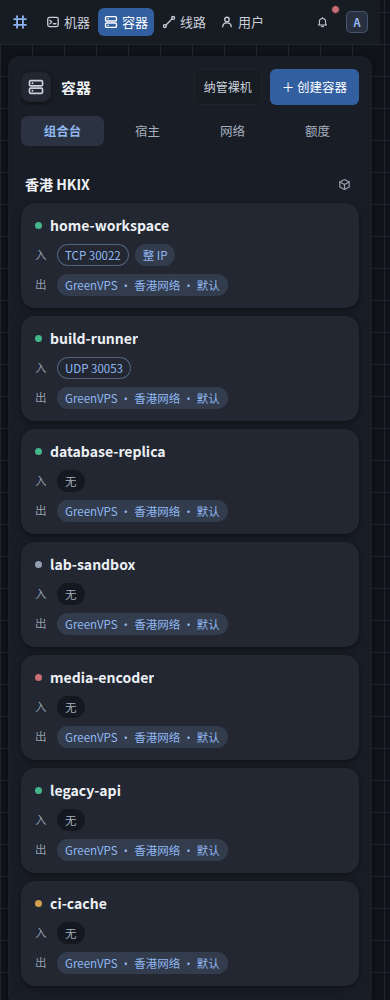 机器 容器 线路 用户 A
容器 纳管裸机 + 创建容器
组合台 宿主 网络 额度
香港 HKIX
home-workspace
入 TCP 30022 整 IP
出 GreenVPS · 香港网络 · 默认
build-runner
入 UDP 30053
出 GreenVPS · 香港网络 · 默认
database-replica
入 无
出 GreenVPS · 香港网络 · 默认
lab-sandbox
入 无
出 GreenVPS · 香港网络 · 默认
media-encoder
入 无
出 GreenVPS · 香港网络 · 默认
legacy-api
入 无
出 GreenVPS · 香港网络 · 默认
ci-cache
入 无
出 GreenVPS · 香港网络 · 默认